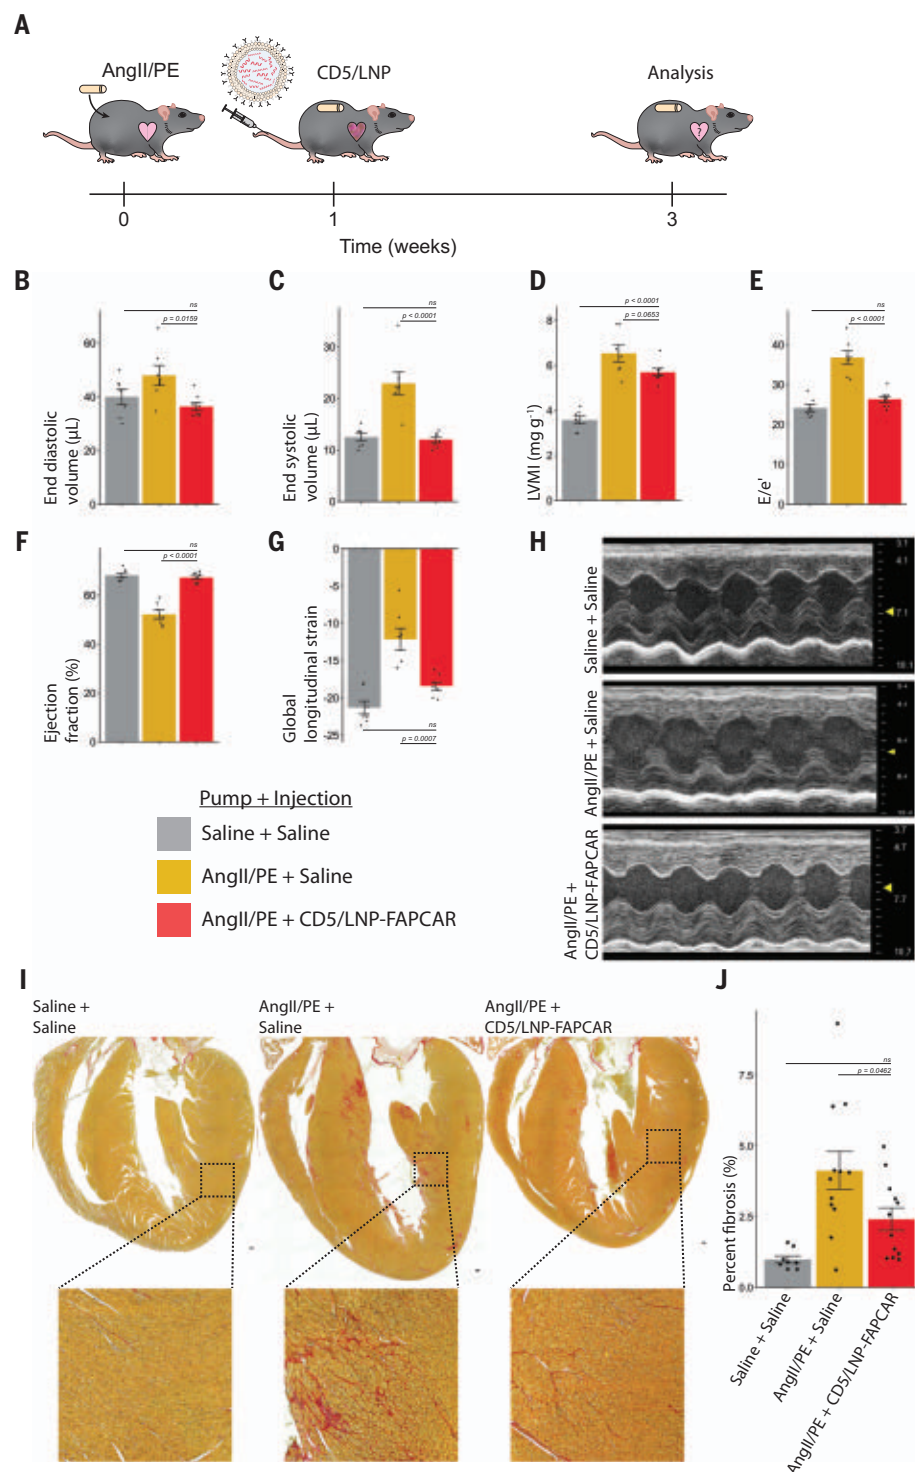 A
AngII/PE
CD5/LNP
Analysis
?
0
1
3
Time (weeks)
B
End diastolic
volume (µL)
60
40
20
0
ns
p = 0.0159
C
End systolic
volume (µL)
30
20
10
0
ns
p < 0.0001
D
LVMI (mg g-1)
8
6
4
2
0
p < 0.0001
p = 0.0653
E
E/e'
40
30
20
10
0
ns
p < 0.0001
F
Ejection
fraction (%)
60
40
20
0
ns
p < 0.0001
G
Global
longitudinal strain
0
-5
-10
-15
-20
-25
ns
p = 0.0007
H
Saline + Saline
7.1
AngII/PE + Saline
AngII/PE +
CD5/LNP-FAPCAR
7.7
Pump + Injection
Saline + Saline
AngII/PE + Saline
AngII/PE + CD5/LNP-FAPCAR
I
Saline +
Saline
AngII/PE +
Saline
AngII/PE +
CD5/LNP-FAPCAR
J
Percent fibrosis (%)
7.5
5.0
2.5
0.0
ns
p = 0.0462
Saline + Saline
AngII/PE + Saline
AngII/PE + CD5/LNP-FAPCAR